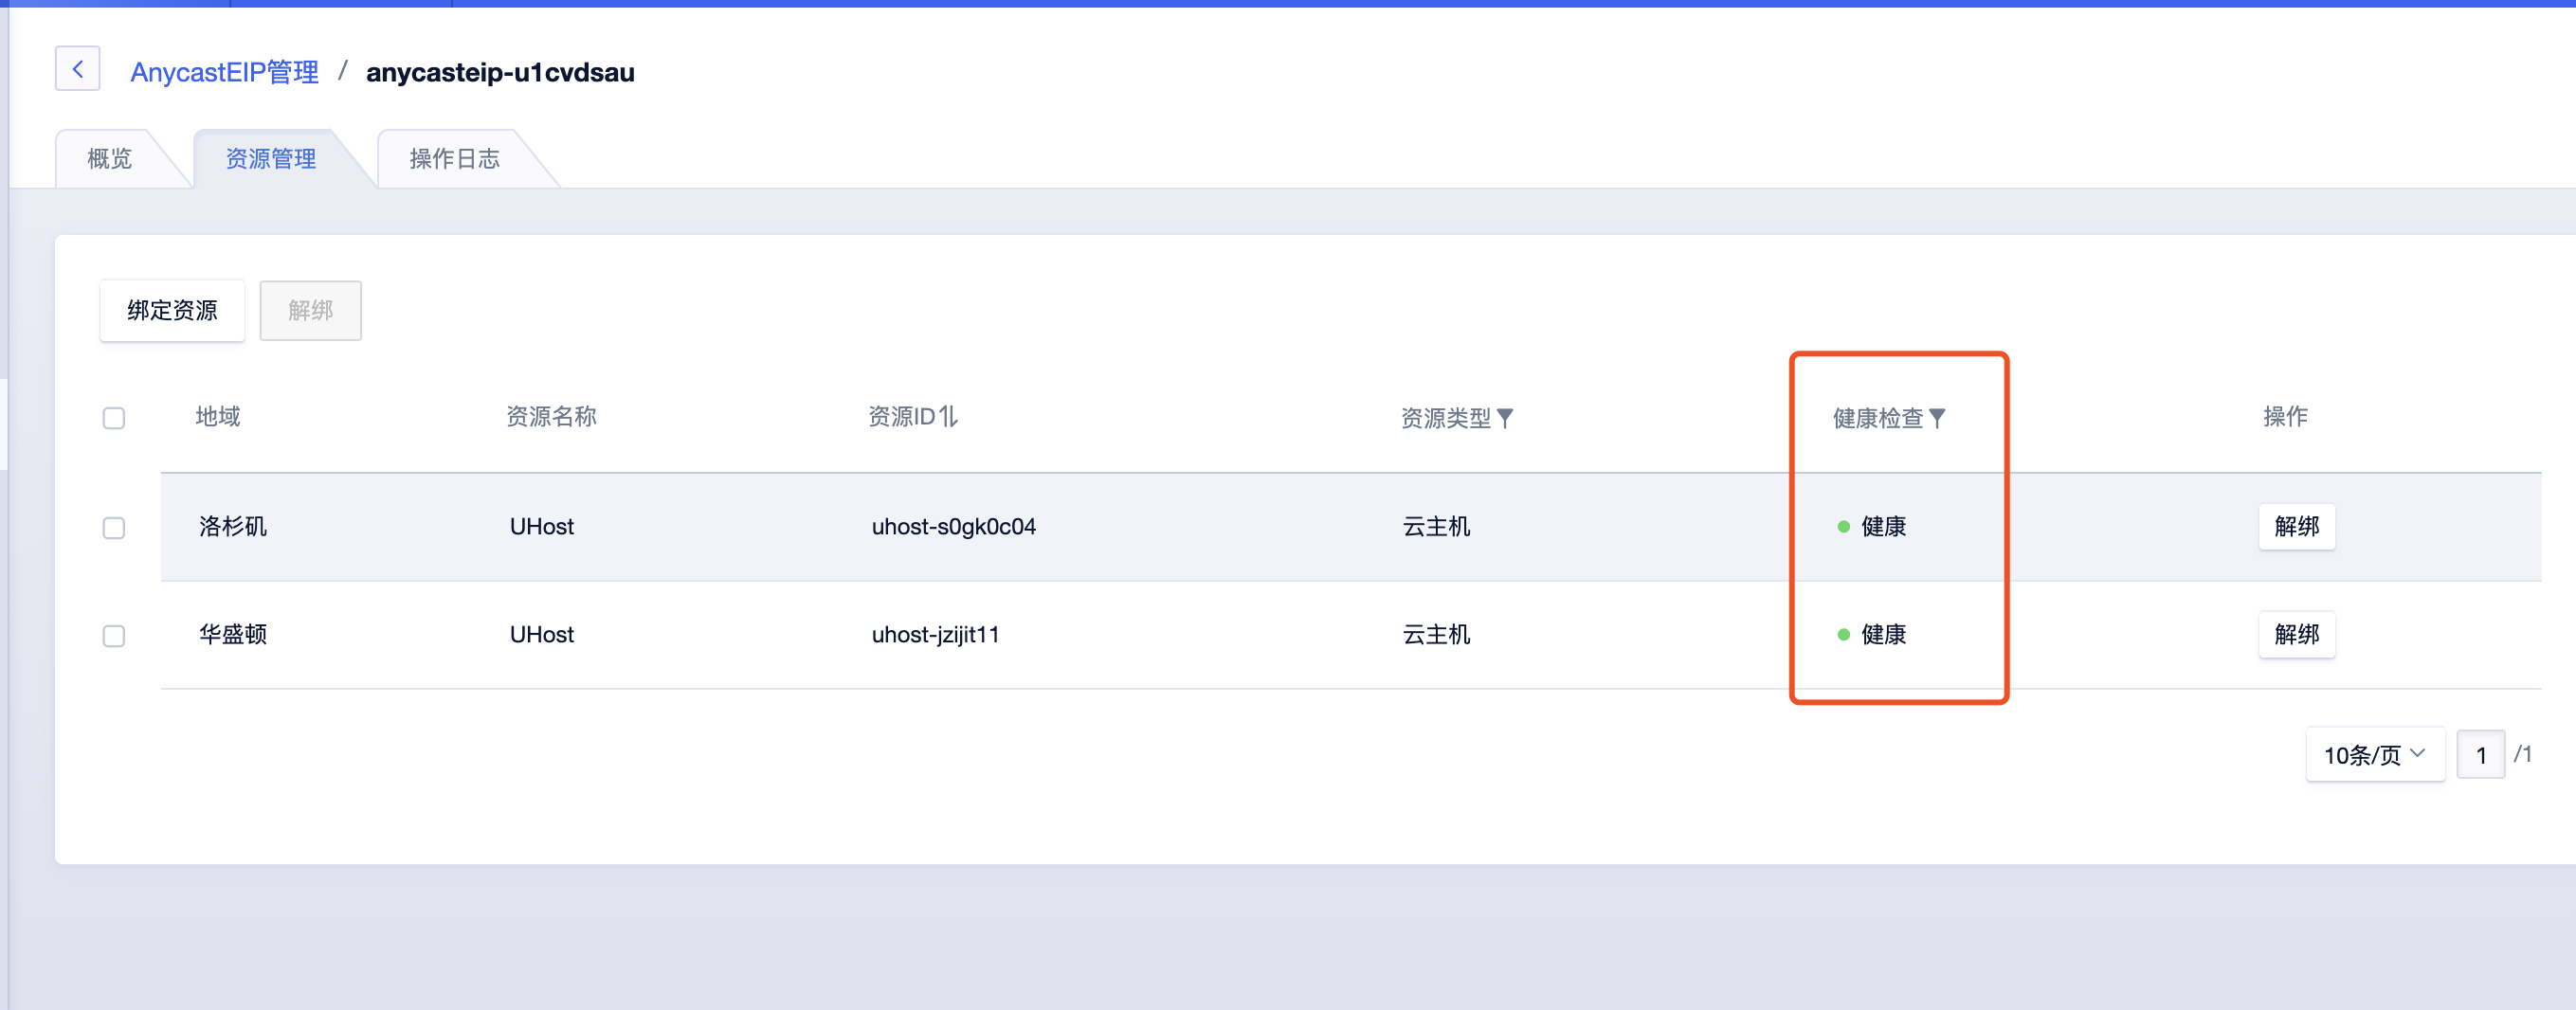 AnycastEIP管理 / anycasteip-u1cvdsau
概览 资源管理 操作日志
绑定资源 解绑
地域 资源名称 资源ID 资源类型 健康检查 操作
洛杉矶 UHost uhost-s0gk0c04 云主机 健康 解绑
华盛顿 UHost uhost-jzijit11 云主机 健康 解绑
10条/页 1 /1